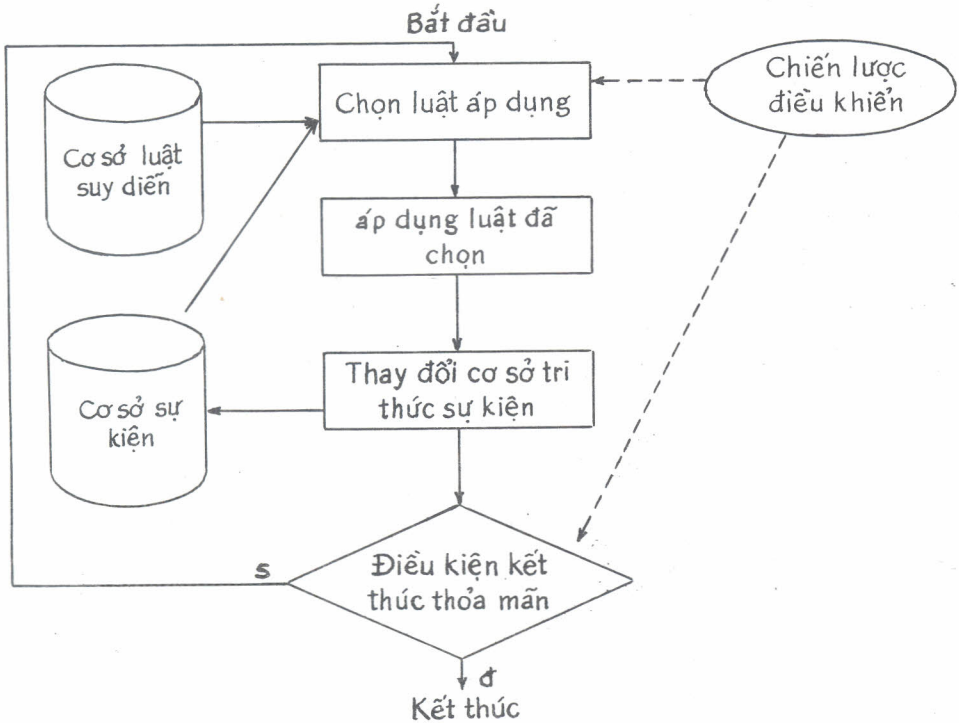 Bắt đầu
Chọn luật áp dụng
Chiến lược
điều khiển
Cơ sở luật
suy diễn
áp dụng luật đã
chọn
Thay đổi cơ sở tri
thức sự kiện
Cơ sở sự
kiện
Điều kiện kết
thúc thỏa mãn
s
đ
Kết thúc